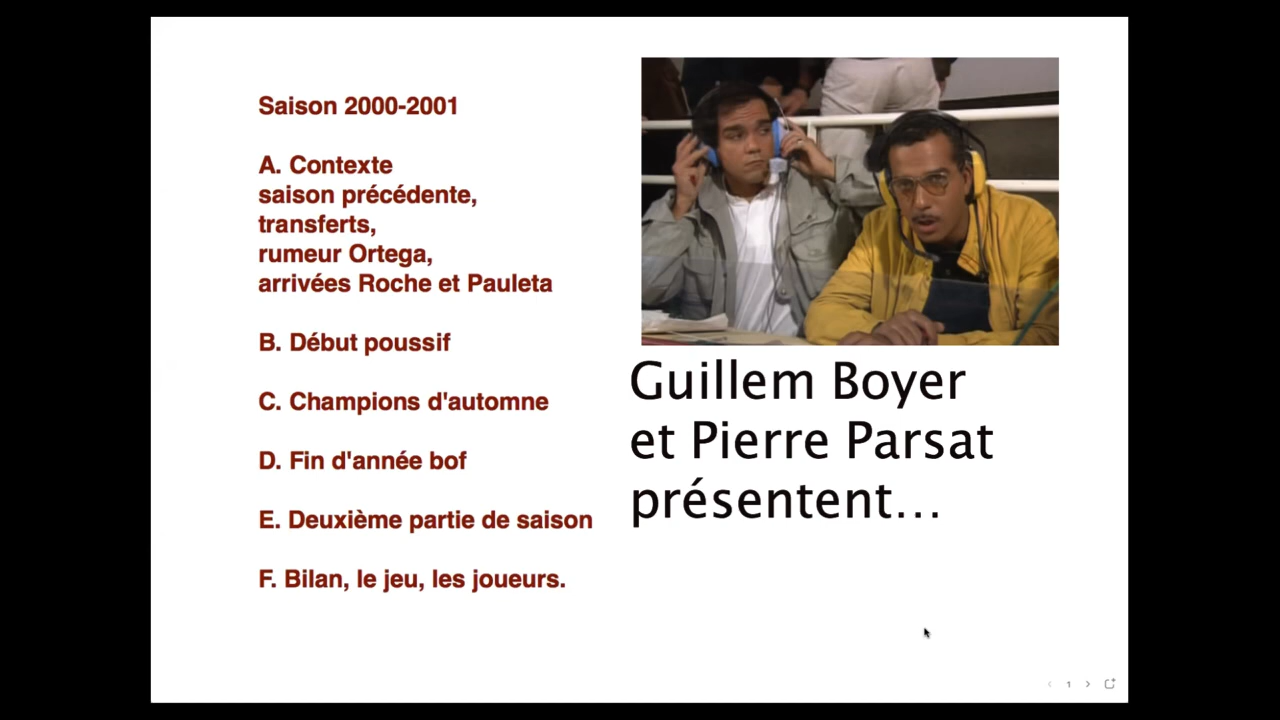 Saison 2000-2001
A. Contexte
saison précédente,
transferts,
rumeur Ortega,
arrivées Roche et Pauleta
B. Début poussif
C. Champions d'automne
D. Fin d'année bof
E. Deuxième partie de saison
F. Bilan, le jeu, les joueurs.
Guillem Boyer
et Pierre Parsat
présentent…
1